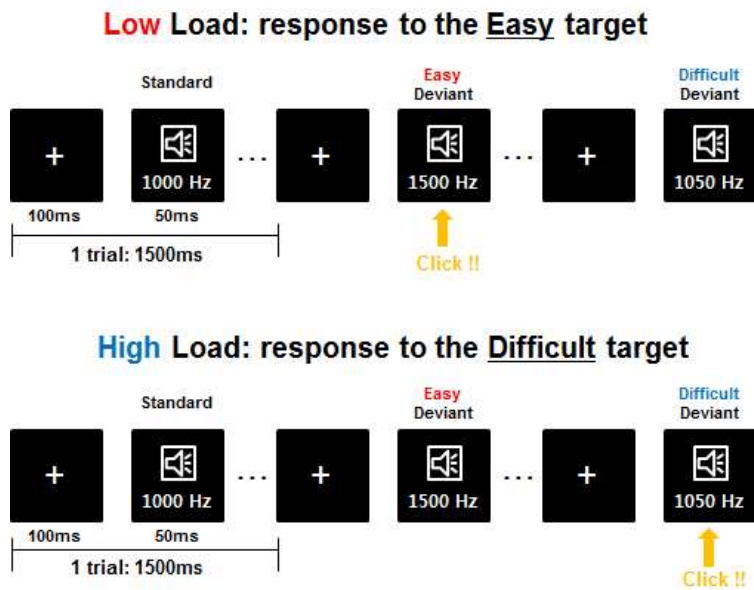 Low Load: response to the Easy target
Standard
Easy
Deviant
Difficult
Deviant
+
1000 Hz
...
+
1500 Hz
...
+
1050 Hz
100ms
50ms
1 trial: 1500ms
Click !!
High Load: response to the Difficult target
Standard
Easy
Deviant
Difficult
Deviant
+
1000 Hz
...
+
1500 Hz
...
+
1050 Hz
100ms
50ms
1 trial: 1500ms
Click !!